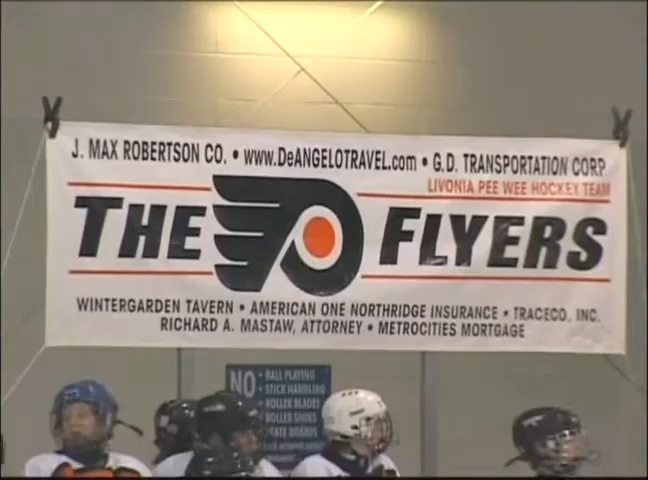 J. MAX ROBERTSON CO. • www.DeANGELOTRAVEL.com • G.D. TRANSPORTATION CORP
LIVONIA PEE WEE HOCKEY TEAM
THE FLYERS
WINTERGARDEN TAVERN • AMERICAN ONE NORTHRIDGE INSURANCE • TRACECO, INC.
RICHARD A. MASTAW, ATTORNEY • METROCITIES MORTGAGE
NO • BALL PLAYING
• STICK HANDLING
• ROLLER BLADES
• ROLLER SHOES
BOARDS